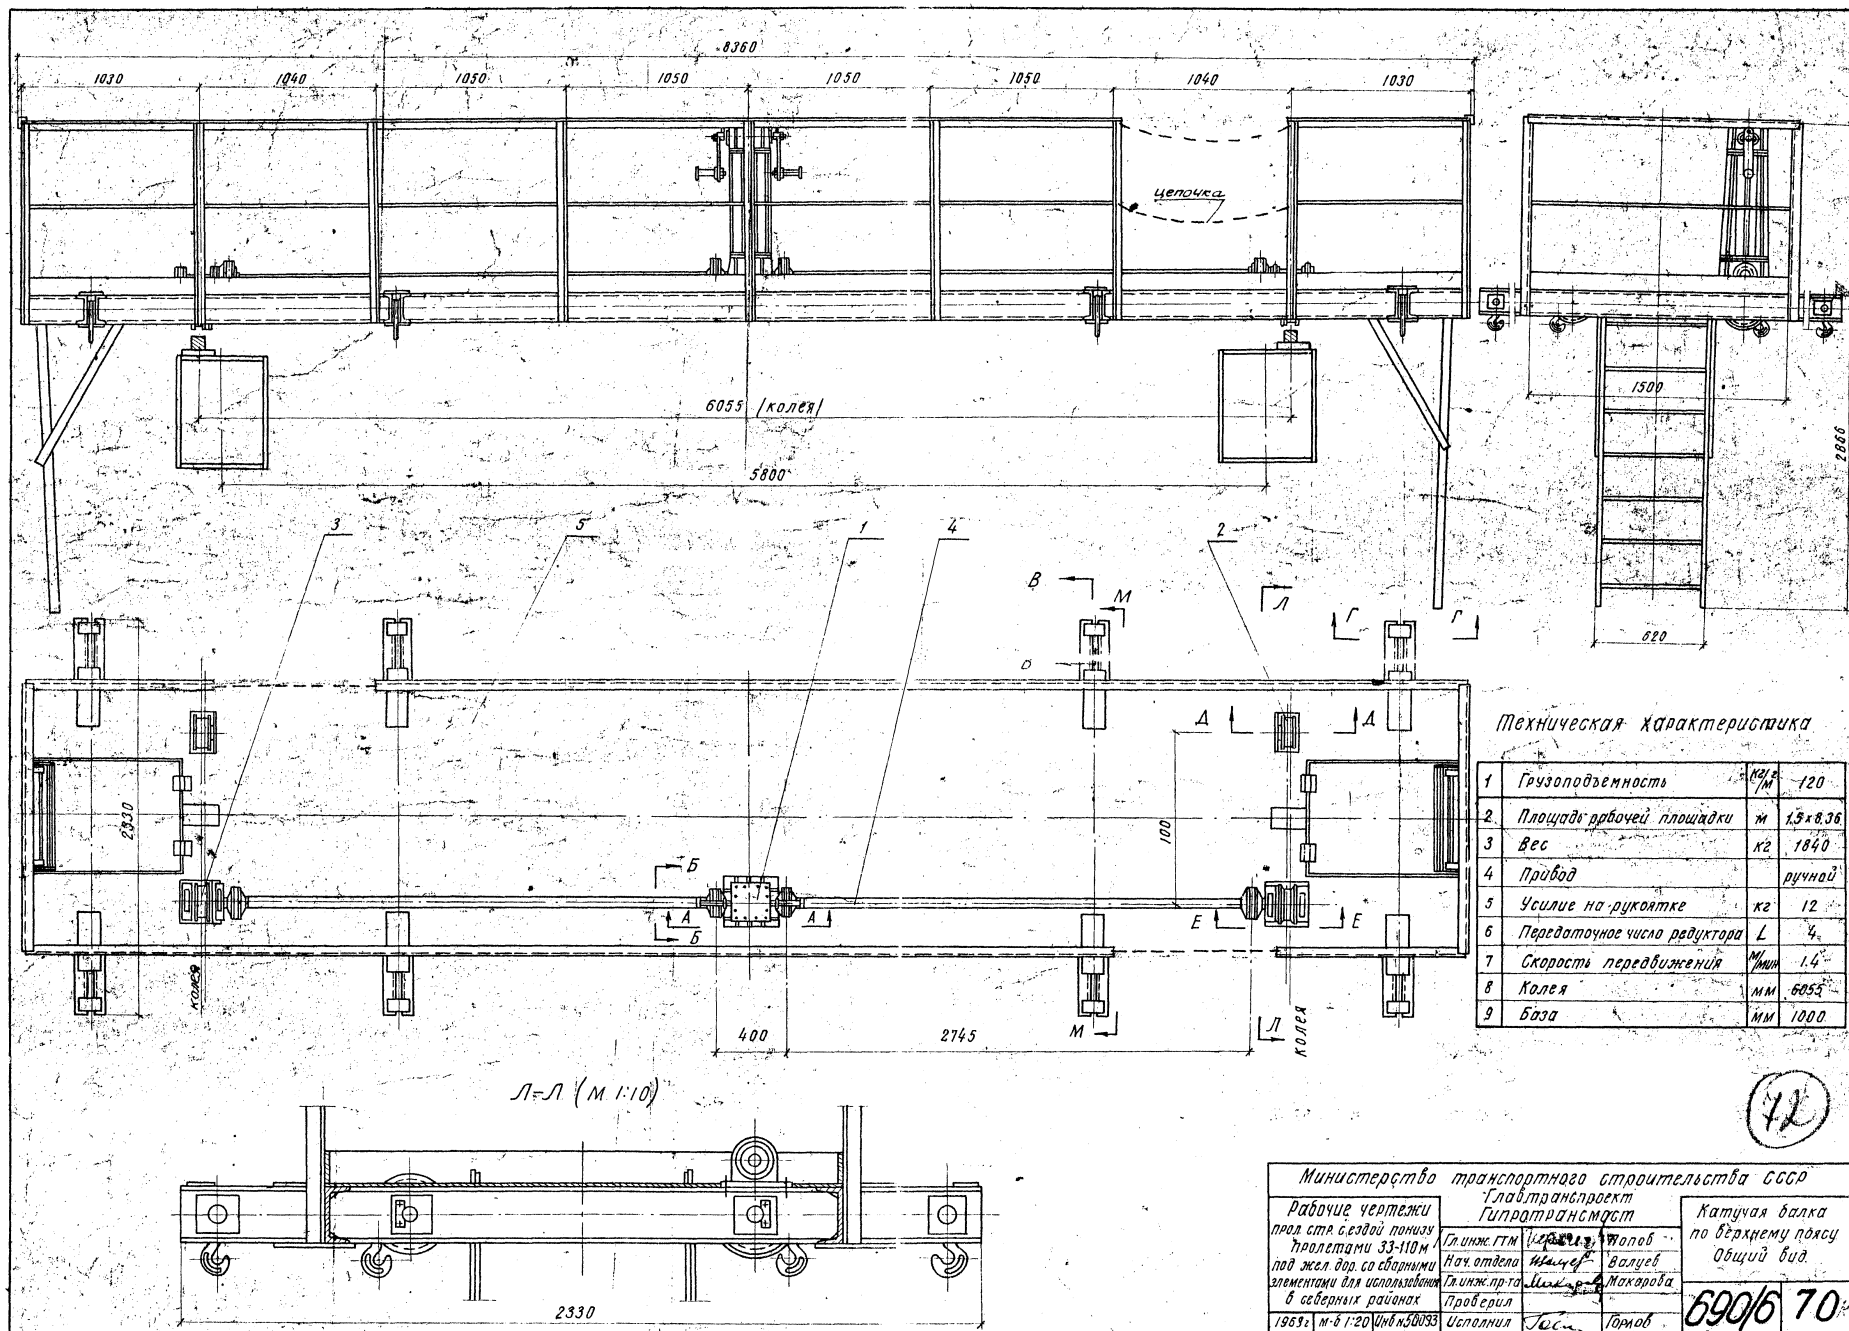 8360
1030 1040 1050 1050 1050 1050 1040 1030
цепочка
6055 /колея/
5800
1500
2866
620
3 5 1 4 2
В М Л Г Г
Д Д
2330
100
Б
А А
Б
Е Е
колея
М Л
колея
400 2745
Л-Л (М 1:10)
2330
Техническая характеристика
1 Грузоподъемность 120
2 Площадь рабочей площадки м 1.5×8.36
3 Вес кг 1840
4 Привод ручной
5 Усилие на рукоятке кг 12
6 Передаточное число редуктора L 4
7 Скорость передвижения м/мин 1.4
8 Колея мм 6055
9 База мм 1000
72
Министерство транспортного строительства СССР
Главтранспроект
Гипротрансмост
Рабочие чертежи
прол. стр. с ездой понизу
пролетами 33-110м
под жел. дор. со сварными
элементами для использования
в северных районах
1969г М-б 1:20
Гл.инж. ГТМ Попов
Нач. отдела Валуев
Гл.инж.пр-та Макарова
Проверил
Исполнил Горлов
Катучая балка
по верхнему поясу
Общий вид.
690/6 70